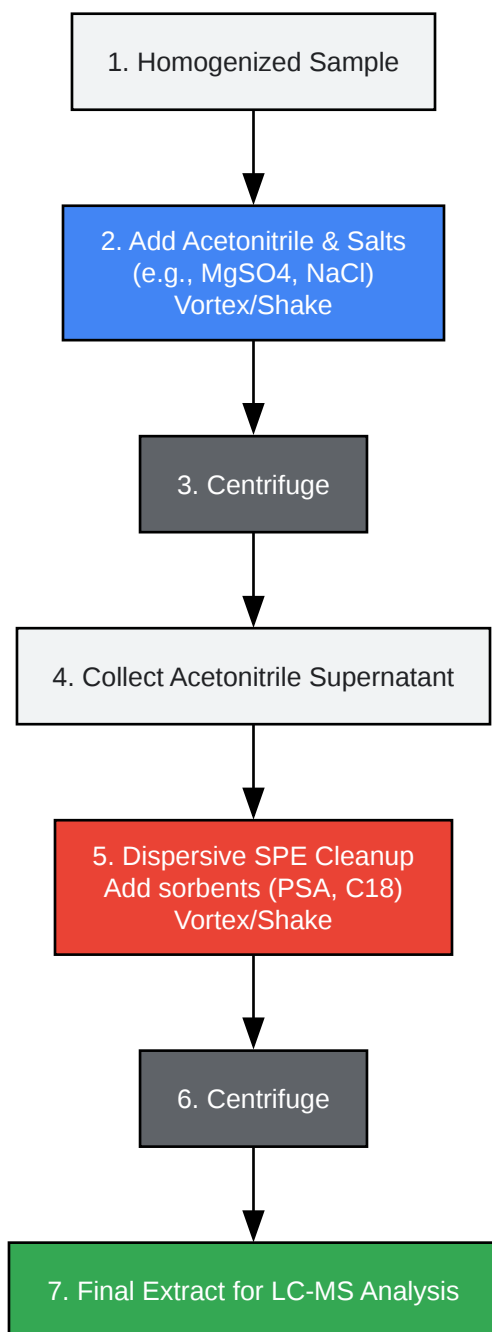 1. Homogenized Sample
2. Add Acetonitrile & Salts
(e.g., MgSO4, NaCl)
Vortex/Shake
3. Centrifuge
4. Collect Acetonitrile Supernatant
5. Dispersive SPE Cleanup
Add sorbents (PSA, C18)
Vortex/Shake
6. Centrifuge
7. Final Extract for LC-MS Analysis